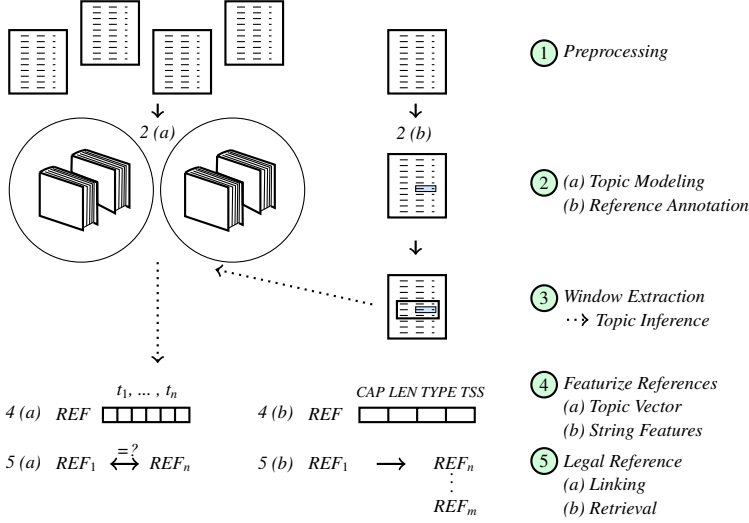 1 Preprocessing
2 (a)
2 (b)
2 (a) Topic Modeling
(b) Reference Annotation
3 Window Extraction
Topic Inference
t1, ... , tn
CAP LEN TYPE TSS
4 (a) REF
4 (b) REF
4 Featurize References
(a) Topic Vector
(b) String Features
5 (a) REF1 =? REFn
5 (b) REF1 REFn
REFm
5 Legal Reference
(a) Linking
(b) Retrieval